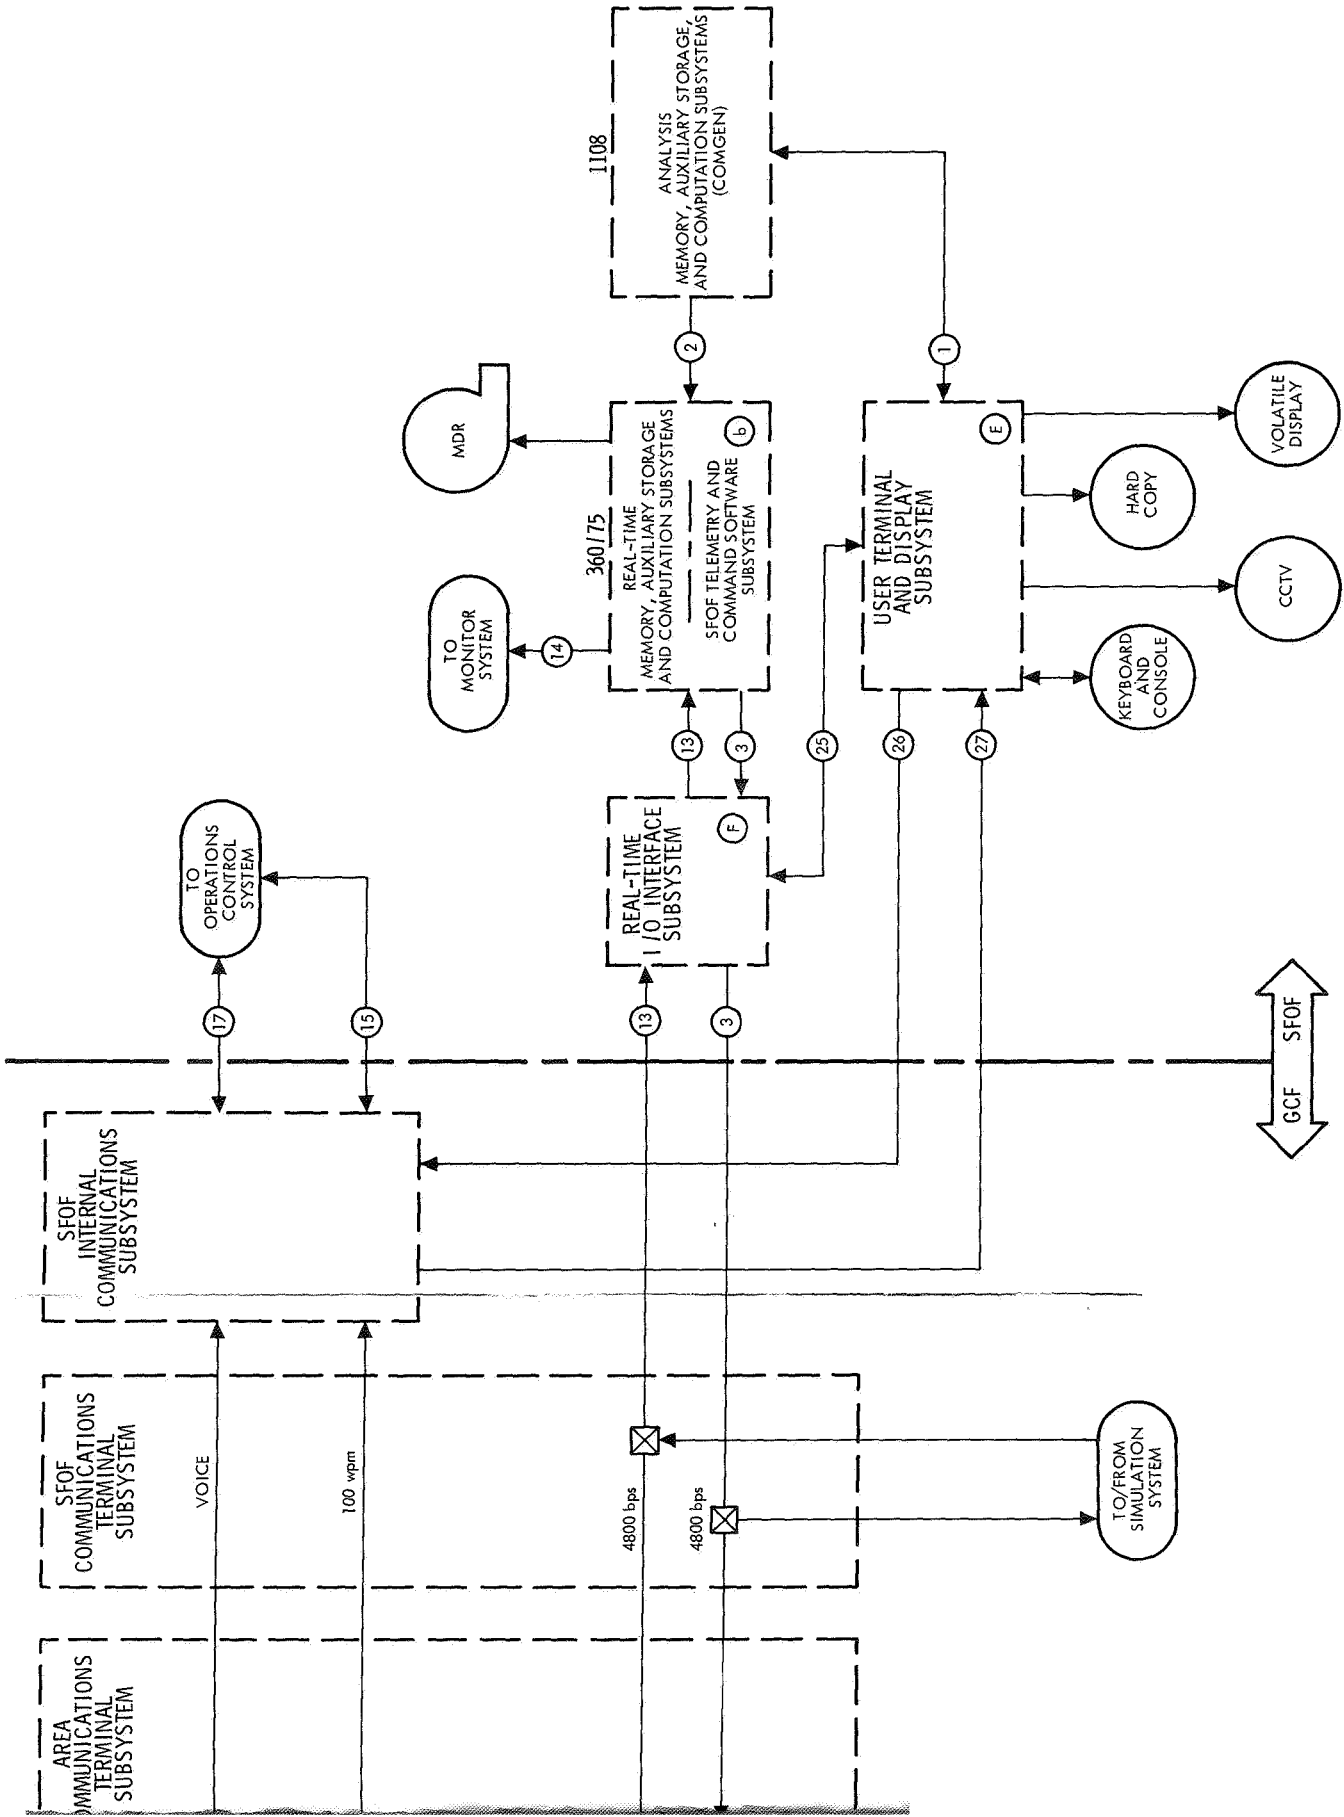 AREA
OMMUNICATIONS
TERMINAL
SUBSYSTEM
SFOF
COMMUNICATIONS
TERMINAL
SUBSYSTEM
VOICE
100 wpm
4800 bps
4800 bps
TO/FROM
SIMULATION
SYSTEM
SFOF
INTERNAL
COMMUNICATIONS
SUBSYSTEM
GCF SFOF
17
15
13
3
26
27
25
TO
OPERATIONS
CONTROL
SYSTEM
REAL-TIME
I/O INTERFACE
SUBSYSTEM
F
13
3
TO
MONITOR
SYSTEM
14
MDR
360/75
REAL-TIME
MEMORY, AUXILIARY STORAGE
AND COMPUTATION SUBSYSTEMS
SFOF TELEMETRY AND
COMMAND SOFTWARE
SUBSYSTEM
b
USER TERMINAL
AND DISPLAY
SUBSYSTEM
E
KEYBOARD
AND
CONSOLE
CCTV
HARD
COPY
VOLATILE
DISPLAY
2
1
1108
ANALYSIS
MEMORY, AUXILIARY STORAGE,
AND COMPUTATION SUBSYSTEMS
(COMGEN)